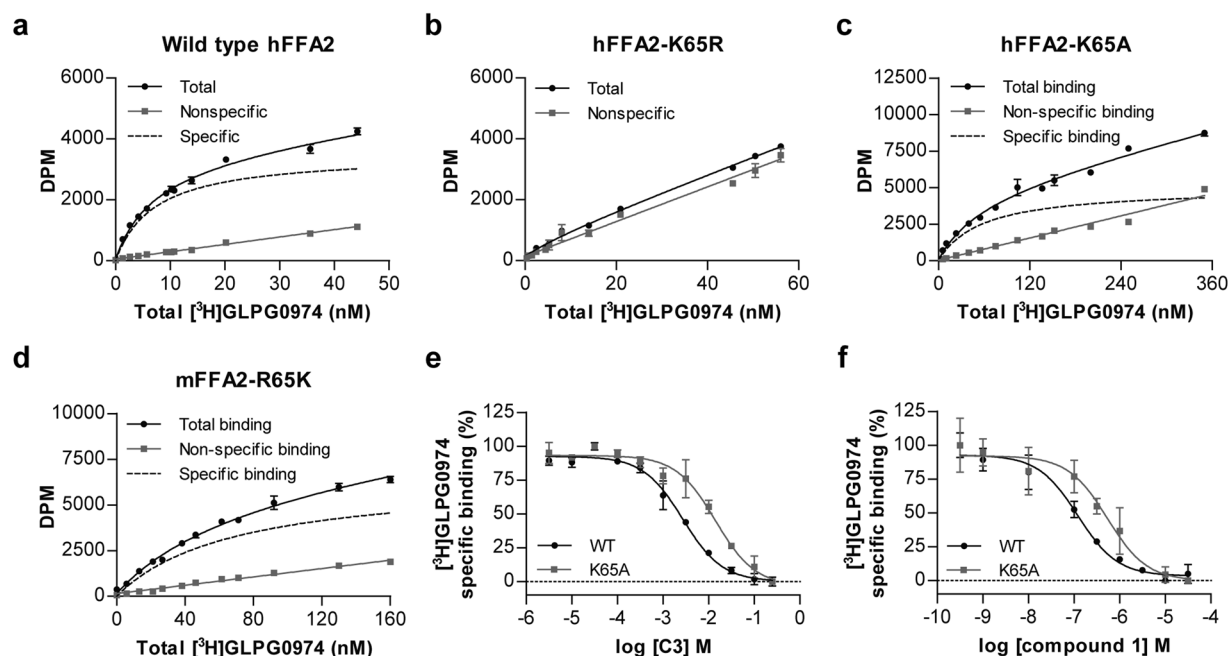 a
Wild type hFFA2
6000
4000
2000
0
DPM
Total
Nonspecific
Specific
0 10 20 30 40 50
Total [³H]GLPG0974 (nM)
b
hFFA2-K65R
6000
4000
2000
0
DPM
Total
Nonspecific
0 20 40 60
Total [³H]GLPG0974 (nM)
c
hFFA2-K65A
12500
10000
7500
5000
2500
0
DPM
Total binding
Non-specific binding
Specific binding
0 120 240 360
Total [³H]GLPG0974 (nM)
d
mFFA2-R65K
10000
7500
5000
2500
0
DPM
Total binding
Non-specific binding
Specific binding
0 40 80 120 160
Total [³H]GLPG0974 (nM)
e
[³H]GLPG0974
specific binding (%)
125
100
75
50
25
0
WT
K65A
-6 -5 -4 -3 -2 -1 0
log [C3] M
f
[³H]GLPG0974
specific binding (%)
125
100
75
50
25
0
WT
K65A
-10 -9 -8 -7 -6 -5 -4
log [compound 1] M